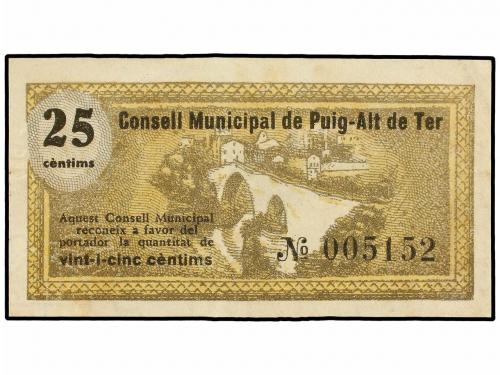 25
cèntims
Consell Municipal de Puig-Alt de Ter
Aquest Consell Municipal
reconeix a favor del
portador la quantitat de
vint-i-cinc cèntims
№ 005152